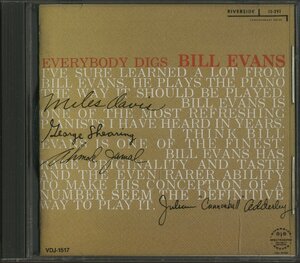 RIVERSIDE
EVERYBODY DIGS BILL EVANS
I'VE SURE LEARNED A LOT FROM
BILL EVANS. HE PLAYS THE PIANO
THE WAY IT SHOULD BE PLAYED.
Miles Davis BILL EVANS IS
ONE OF THE MOST REFRESHING
PIANISTS I HAVE HEARD IN YEARS.
George Shearing I THINK BILL
EVANS IS ONE OF THE FINEST.
Ahmad Jamal BILL EVANS HAS
ORIGINALITY AND TASTE
AND THE EVEN RARER ABILITY
TO MAKE HIS CONCEPTION OF A
NUMBER SEEM THE DEFINITIVE
WAY TO PLAY IT.
Julian Cannonball Adderley
VDJ-1517